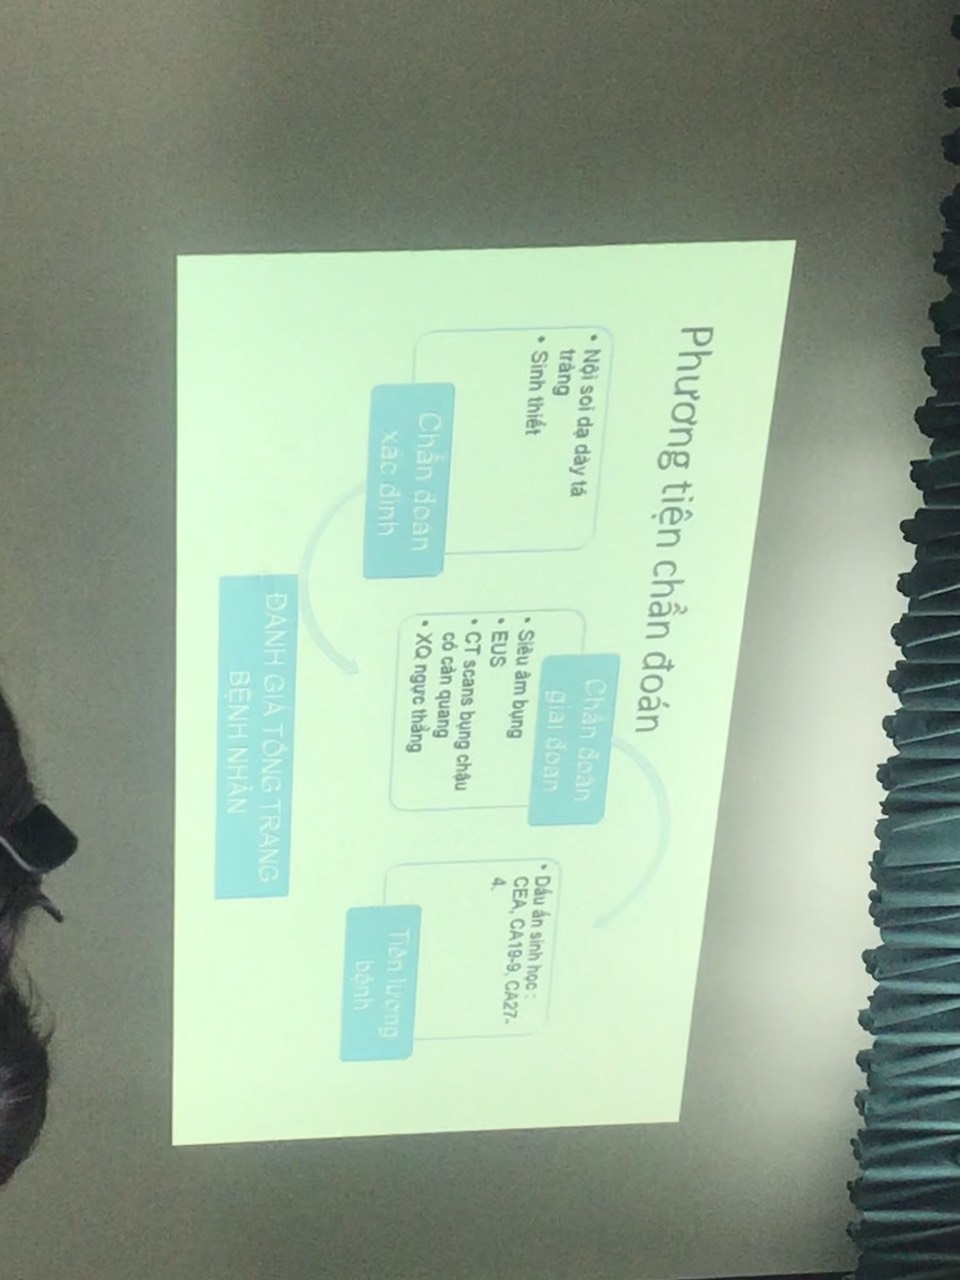 Phương tiện chẩn đoán
• Nội soi dạ dày tá
tràng
• Sinh thiết
Chẩn đoán
xác định
Chẩn đoán
giai đoạn
• Siêu âm bụng
• EUS
• CT scans bụng chậu
có cản quang
• XQ ngực thẳng
• Dấu ấn sinh học :
CEA, CA19-9, CA27-
4.
Tiên lượng
bệnh
ĐÁNH GIÁ TỔNG TRẠNG
BỆNH NHÂN